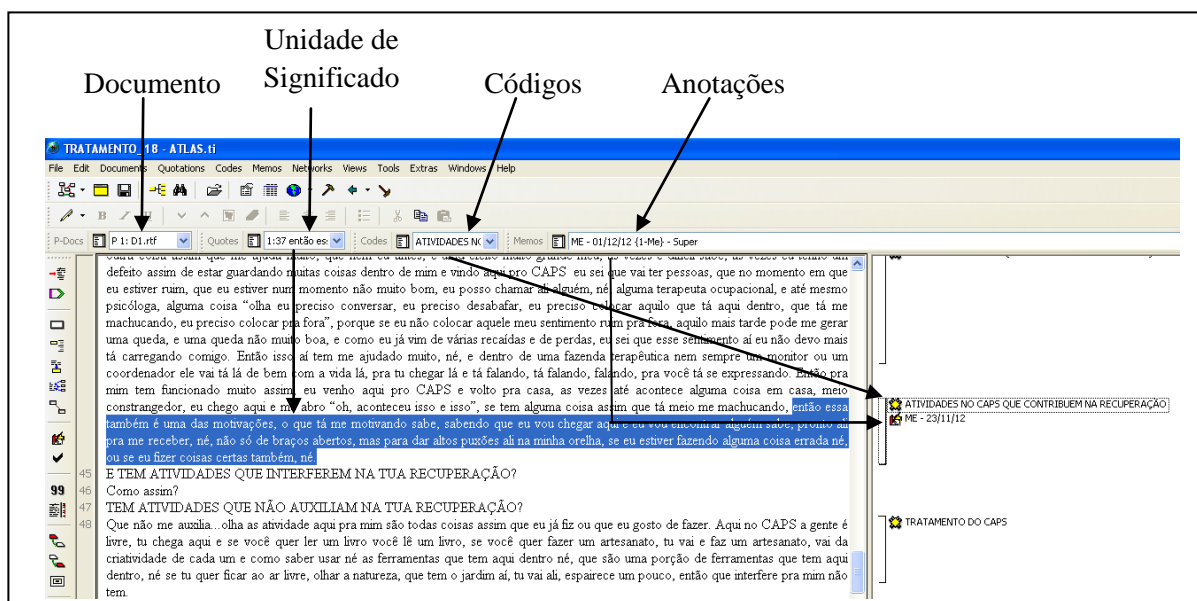 Unidade de
Documento Significado Códigos Anotações
TRATAMENTO_18 - ATLAS.ti
File Edit Documents Quotations Codes Memos Networks Views Tools Extras Windows Help
P-Docs P 1: D1.rtf Quotes 1:37 então es: Codes ATIVIDADES NO Memos ME - 01/12/12 {1-Me} - Super
defeito assim de estar guardando muitas coisas dentro de mim e vindo aqui pro CAPS eu sei que vai ter pessoas, que no momento em que
eu estiver ruim, que eu estiver num momento não muito bom, eu posso chamar ali alguém, né alguma terapeuta ocupacional, e até mesmo
psicóloga, alguma coisa “olha eu preciso conversar, eu preciso desabafar, eu preciso colocar aquilo que tá aqui dentro, que tá me
machucando, eu preciso colocar pra fora”, porque se eu não colocar aquele meu sentimento ruim pra fora, aquilo mais tarde pode me gerar
uma queda, e uma queda não muito boa, e como eu já vim de várias recaídas e de perdas, eu sei que esse sentimento aí eu não devo mais
tá carregando comigo. Então isso aí tem me ajudado muito, né, e dentro de uma fazenda terapêutica nem sempre um monitor ou um
coordenador ele vai tá lá de bem com a vida lá, pra tu chegar lá e tá falando, tá falando, falando, pra você tá se expressando. Então pra
mim tem funcionado muito assim, eu venho aqui pro CAPS e volto pra casa, as vezes até acontece alguma coisa em casa, meio
constrangedor, eu chego aqui e me abro “oh, aconteceu isso e isso”, se tem alguma coisa assim que tá meio me machucando, então essa
também é uma das motivações, o que tá me motivando sabe, sabendo que eu vou chegar aqui e eu vou encontrar alguém sabe, pronto ali
pra me receber, né, não só de braços abertos, mas para dar altos puxões ali na minha orelha, se eu estiver fazendo alguma coisa errada né,
ou se eu fizer coisas certas também, né.
ATIVIDADES NO CAPS QUE CONTRIBUEM NA RECUPERAÇÃO
ME - 23/11/12
45 E TEM ATIVIDADES QUE INTERFEREM NA TUA RECUPERAÇÃO?
46 Como assim?
47 TEM ATIVIDADES QUE NÃO AUXILIAM NA TUA RECUPERAÇÃO?
48 Que não me auxilia...olha as atividade aqui pra mim são todas coisas assim que eu já fiz ou que eu gosto de fazer. Aqui no CAPS a gente é
livre, tu chega aqui e se você quer ler um livro você lê um livro, se você quer fazer um artesanato, tu vai e faz um artesanato, vai da
criatividade de cada um e como saber usar né as ferramentas que tem aqui dentro né, que são uma porção de ferramentas que tem aqui
dentro, né se tu quer ficar ao ar livre, olhar a natureza, que tem o jardim aí, tu vai ali, espairece um pouco, então que interfere pra mim não
tem.
TRATAMENTO DO CAPS